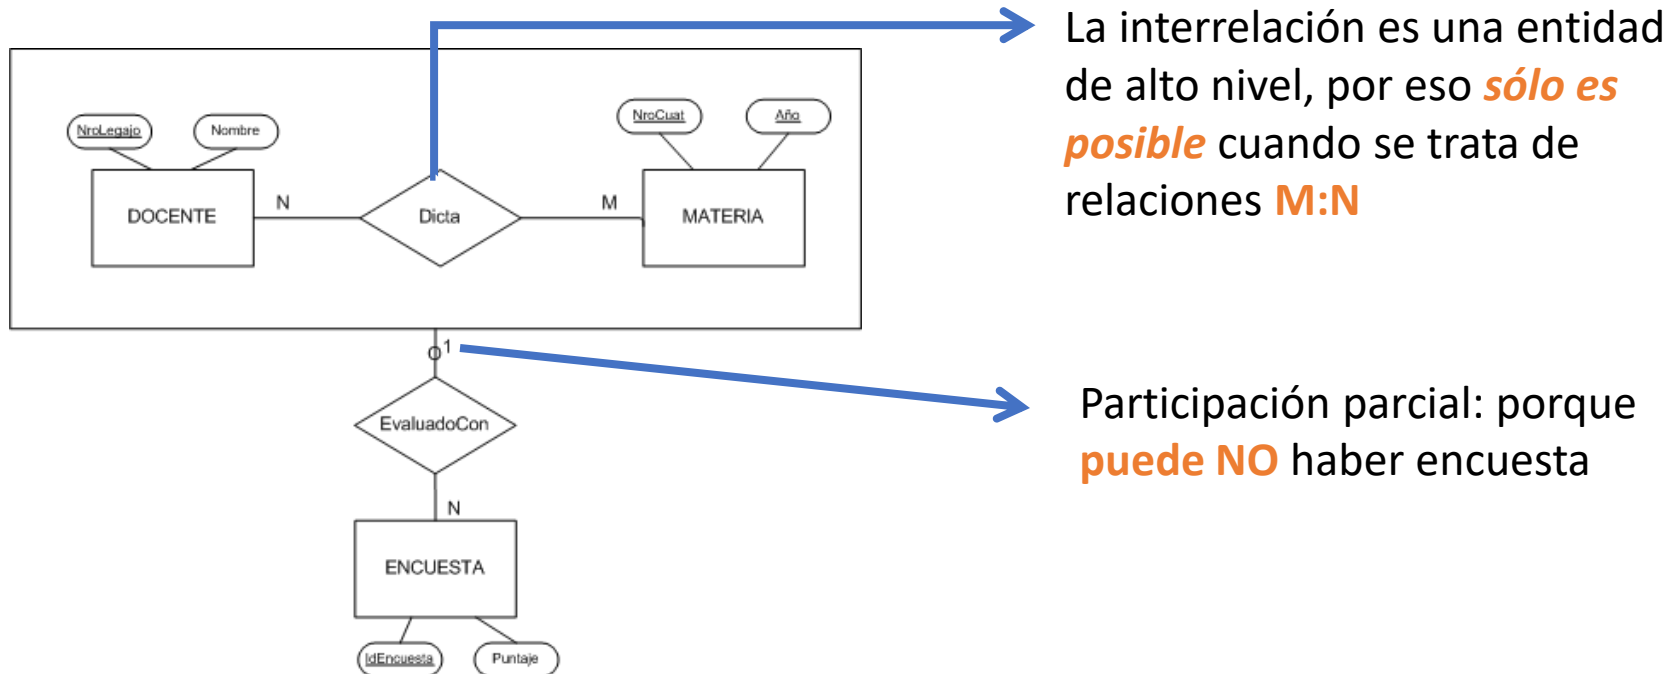 La interrelación es una entidad
de alto nivel, por eso sólo es
posible cuando se trata de
relaciones M:N
NroLegajo
Nombre
NroCuat
Año
DOCENTE
N
Dicta
M
MATERIA
1
EvaluadoCon
Participación parcial: porque
puede NO haber encuesta
N
ENCUESTA
IdEncuesta
Puntaje